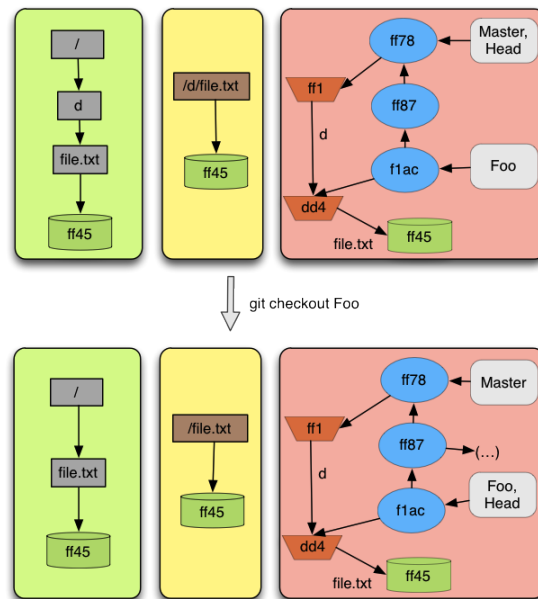 /
d
file.txt
ff45
/d/file.txt
ff45
ff78
Master,
Head
ff1
ff87
d
f1ac
Foo
dd4
file.txt
ff45
git checkout Foo
/
file.txt
ff45
/file.txt
ff45
ff78
Master
ff1
ff87
(...)
d
f1ac
Foo,
Head
dd4
file.txt
ff45